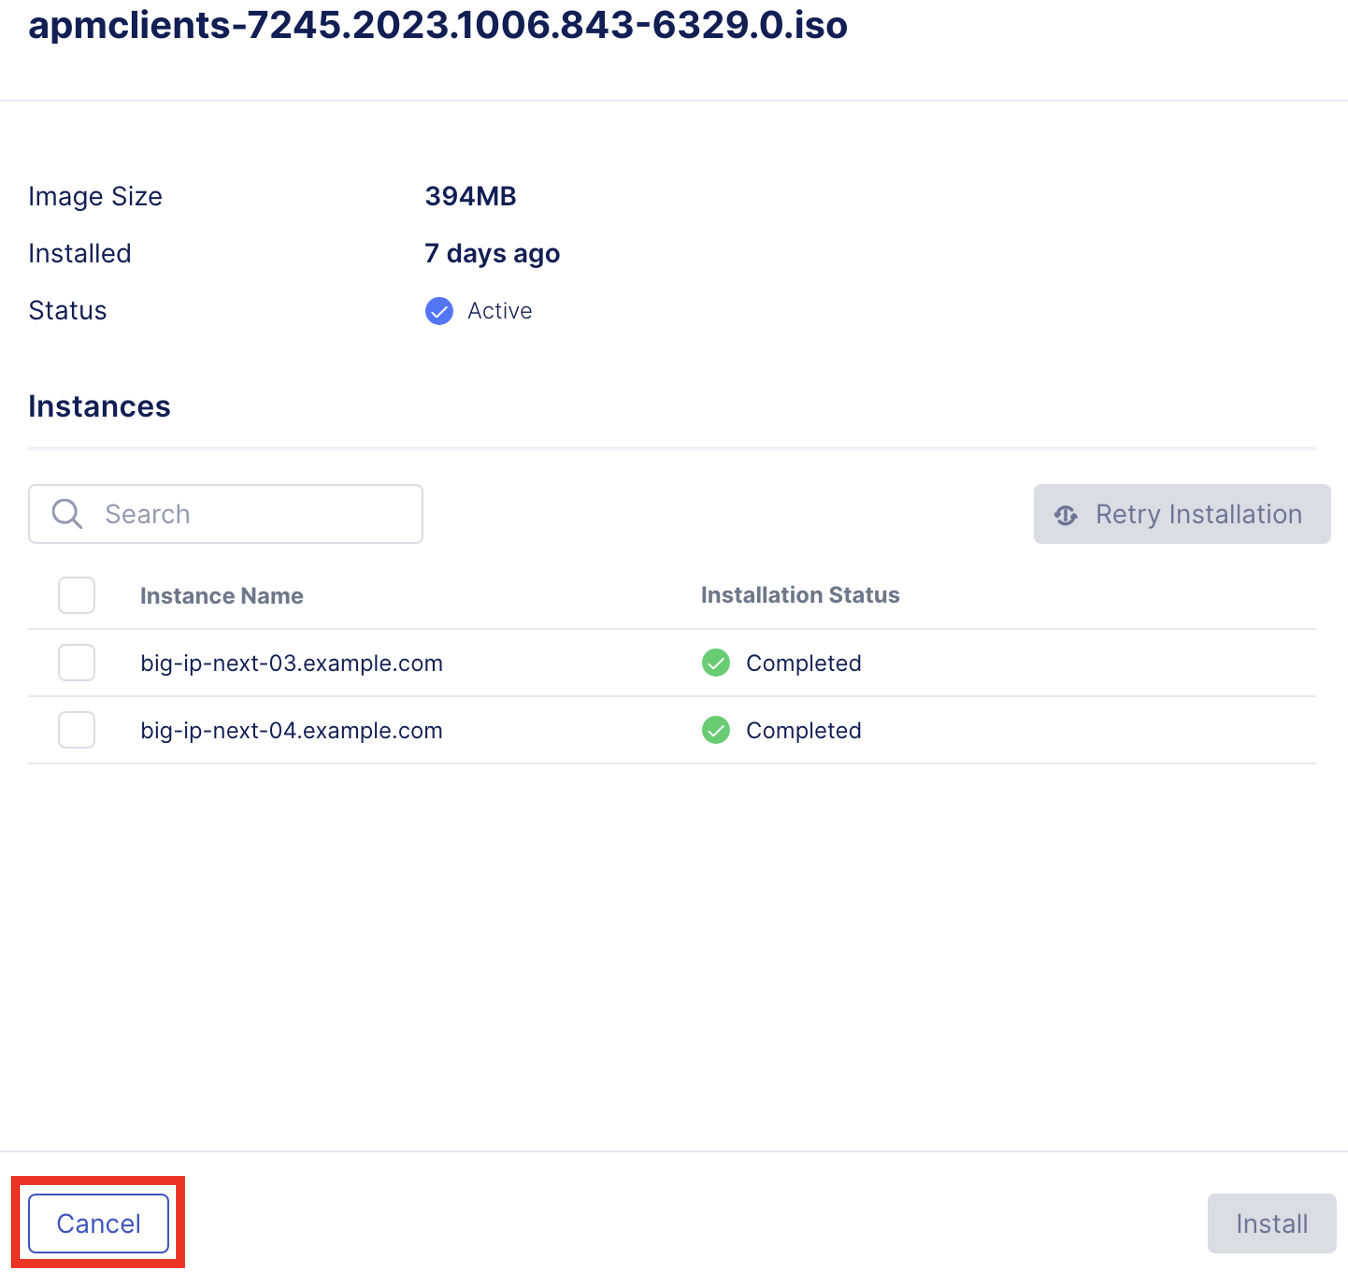 apmclients-7245.2023.1006.843-6329.0.iso
Image Size 394MB
Installed 7 days ago
Status Active
Instances
Search Retry Installation
Instance Name Installation Status
big-ip-next-03.example.com Completed
big-ip-next-04.example.com Completed
Cancel Install